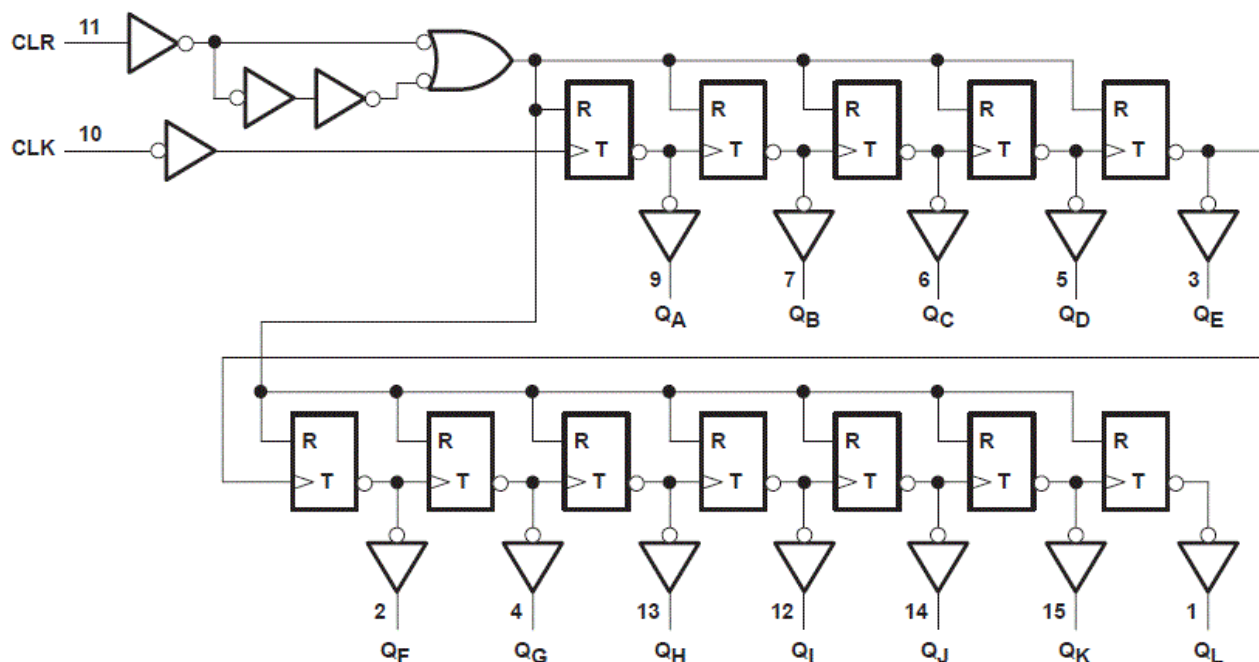 11
CLR
10
CLK
R R R R R
T T T T T
9 7 6 5 3
QA QB QC QD QE
R R R R R R R
T T T T T T T
2 4 13 12 14 15 1
QF QG QH QI QJ QK QL